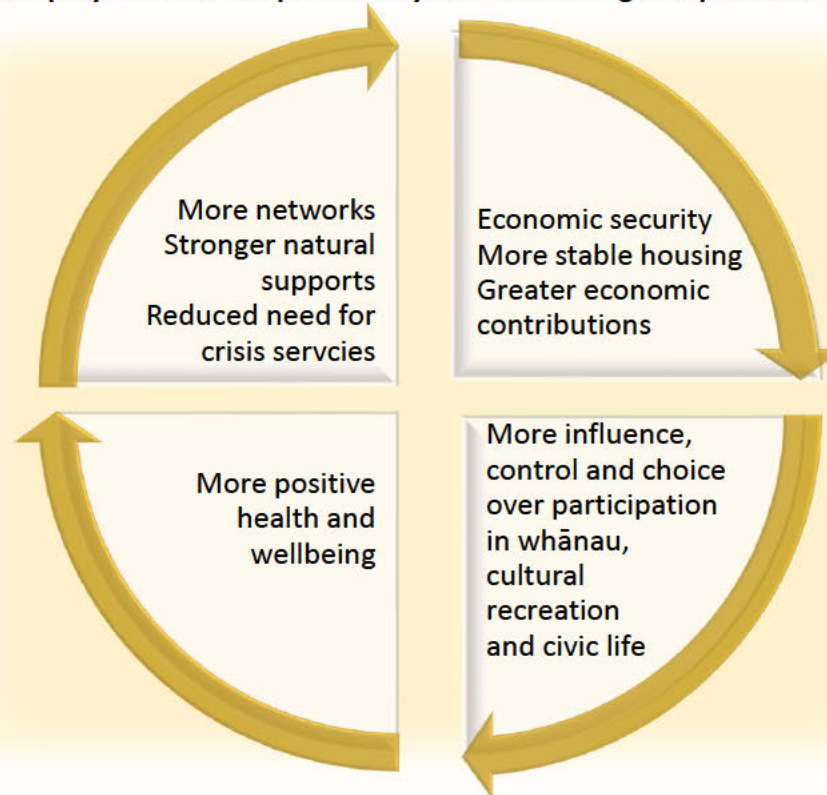 More networks
Stronger natural
supports
Reduced need for
crisis servcies
Economic security
More stable housing
Greater economic
contributions
More influence,
control and choice
over participation
in whānau,
cultural
recreation
and civic life
More positive
health and
wellbeing